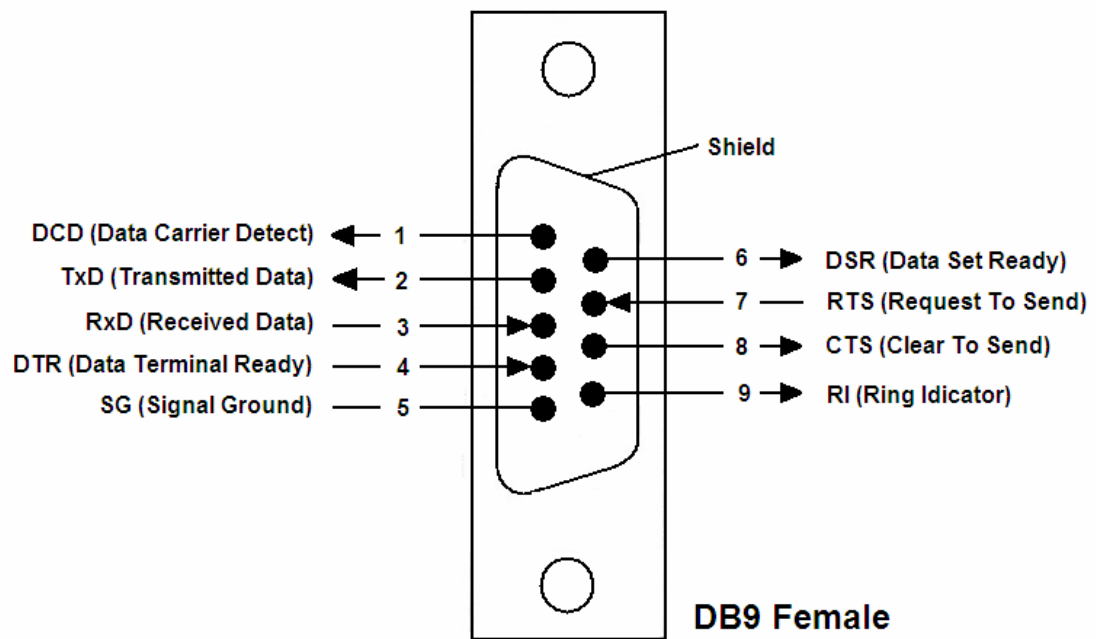 Shield
DCD (Data Carrier Detect) 1
TxD (Transmitted Data) 2
RxD (Received Data) 3
DTR (Data Terminal Ready) 4
SG (Signal Ground) 5
6 DSR (Data Set Ready)
7 RTS (Request To Send)
8 CTS (Clear To Send)
9 RI (Ring Idicator)
DB9 Female